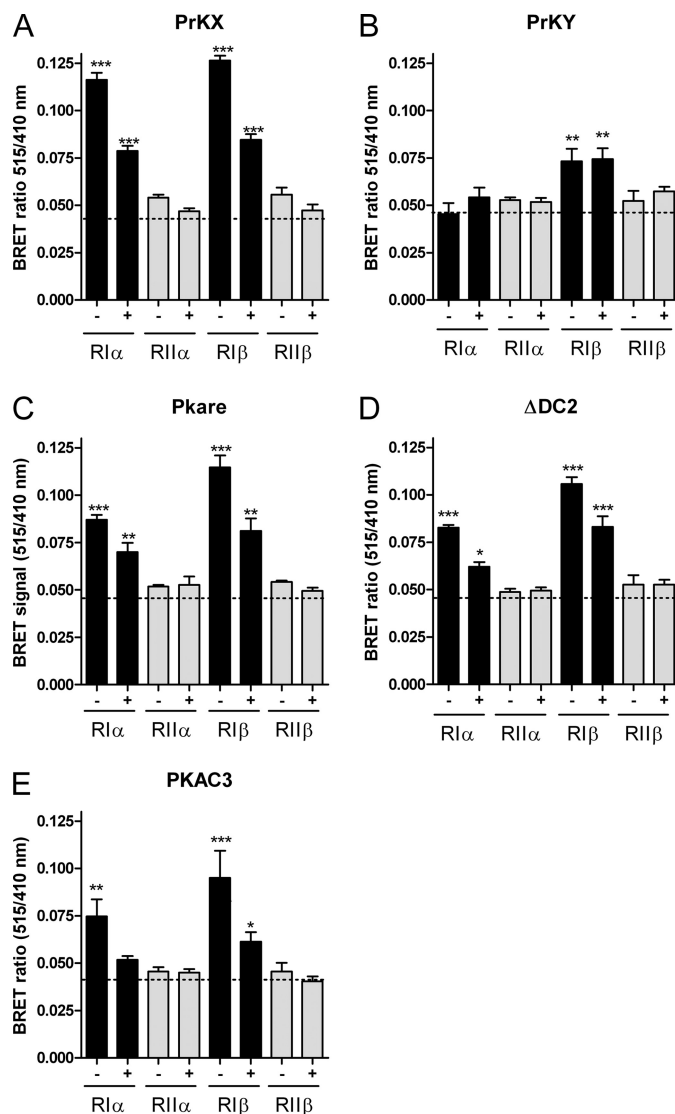 A
PrKX
BRET ratio 515/410 nm
0.125
0.100
0.075
0.050
0.025
0.000
*** *** *** ***
- + - + - + - +
RIα RIIα RIβ RIIβ
B
PrKY
BRET ratio 515/410 nm
0.125
0.100
0.075
0.050
0.025
0.000
** **
- + - + - + - +
RIα RIIα RIβ RIIβ
C
Pkare
BRET signal (515/410 nm)
0.125
0.100
0.075
0.050
0.025
0.000
*** ** *** **
- + - + - + - +
RIα RIIα RIβ RIIβ
D
ΔDC2
BRET ratio (515/410 nm)
0.125
0.100
0.075
0.050
0.025
0.000
*** * *** ***
- + - + - + - +
RIα RIIα RIβ RIIβ
E
PKAC3
BRET ratio (515/410 nm)
0.125
0.100
0.075
0.050
0.025
0.000
** *** *
- + - + - + - +
RIα RIIα RIβ RIIβ